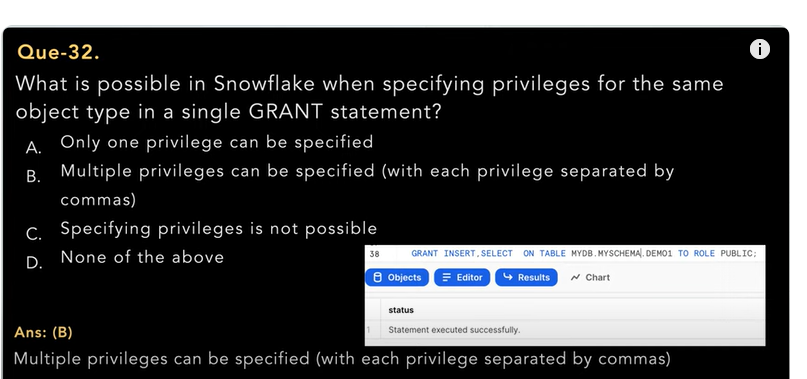 Que-32.
What is possible in Snowflake when specifying privileges for the same
object type in a single GRANT statement?
A. Only one privilege can be specified
B. Multiple privileges can be specified (with each privilege separated by
commas)
C. Specifying privileges is not possible
D. None of the above
38 GRANT INSERT,SELECT ON TABLE MYDB.MYSCHEMA.DEMO1 TO ROLE PUBLIC;
Objects Editor Results Chart
status
1 Statement executed successfully.
Ans: (B)
Multiple privileges can be specified (with each privilege separated by commas)